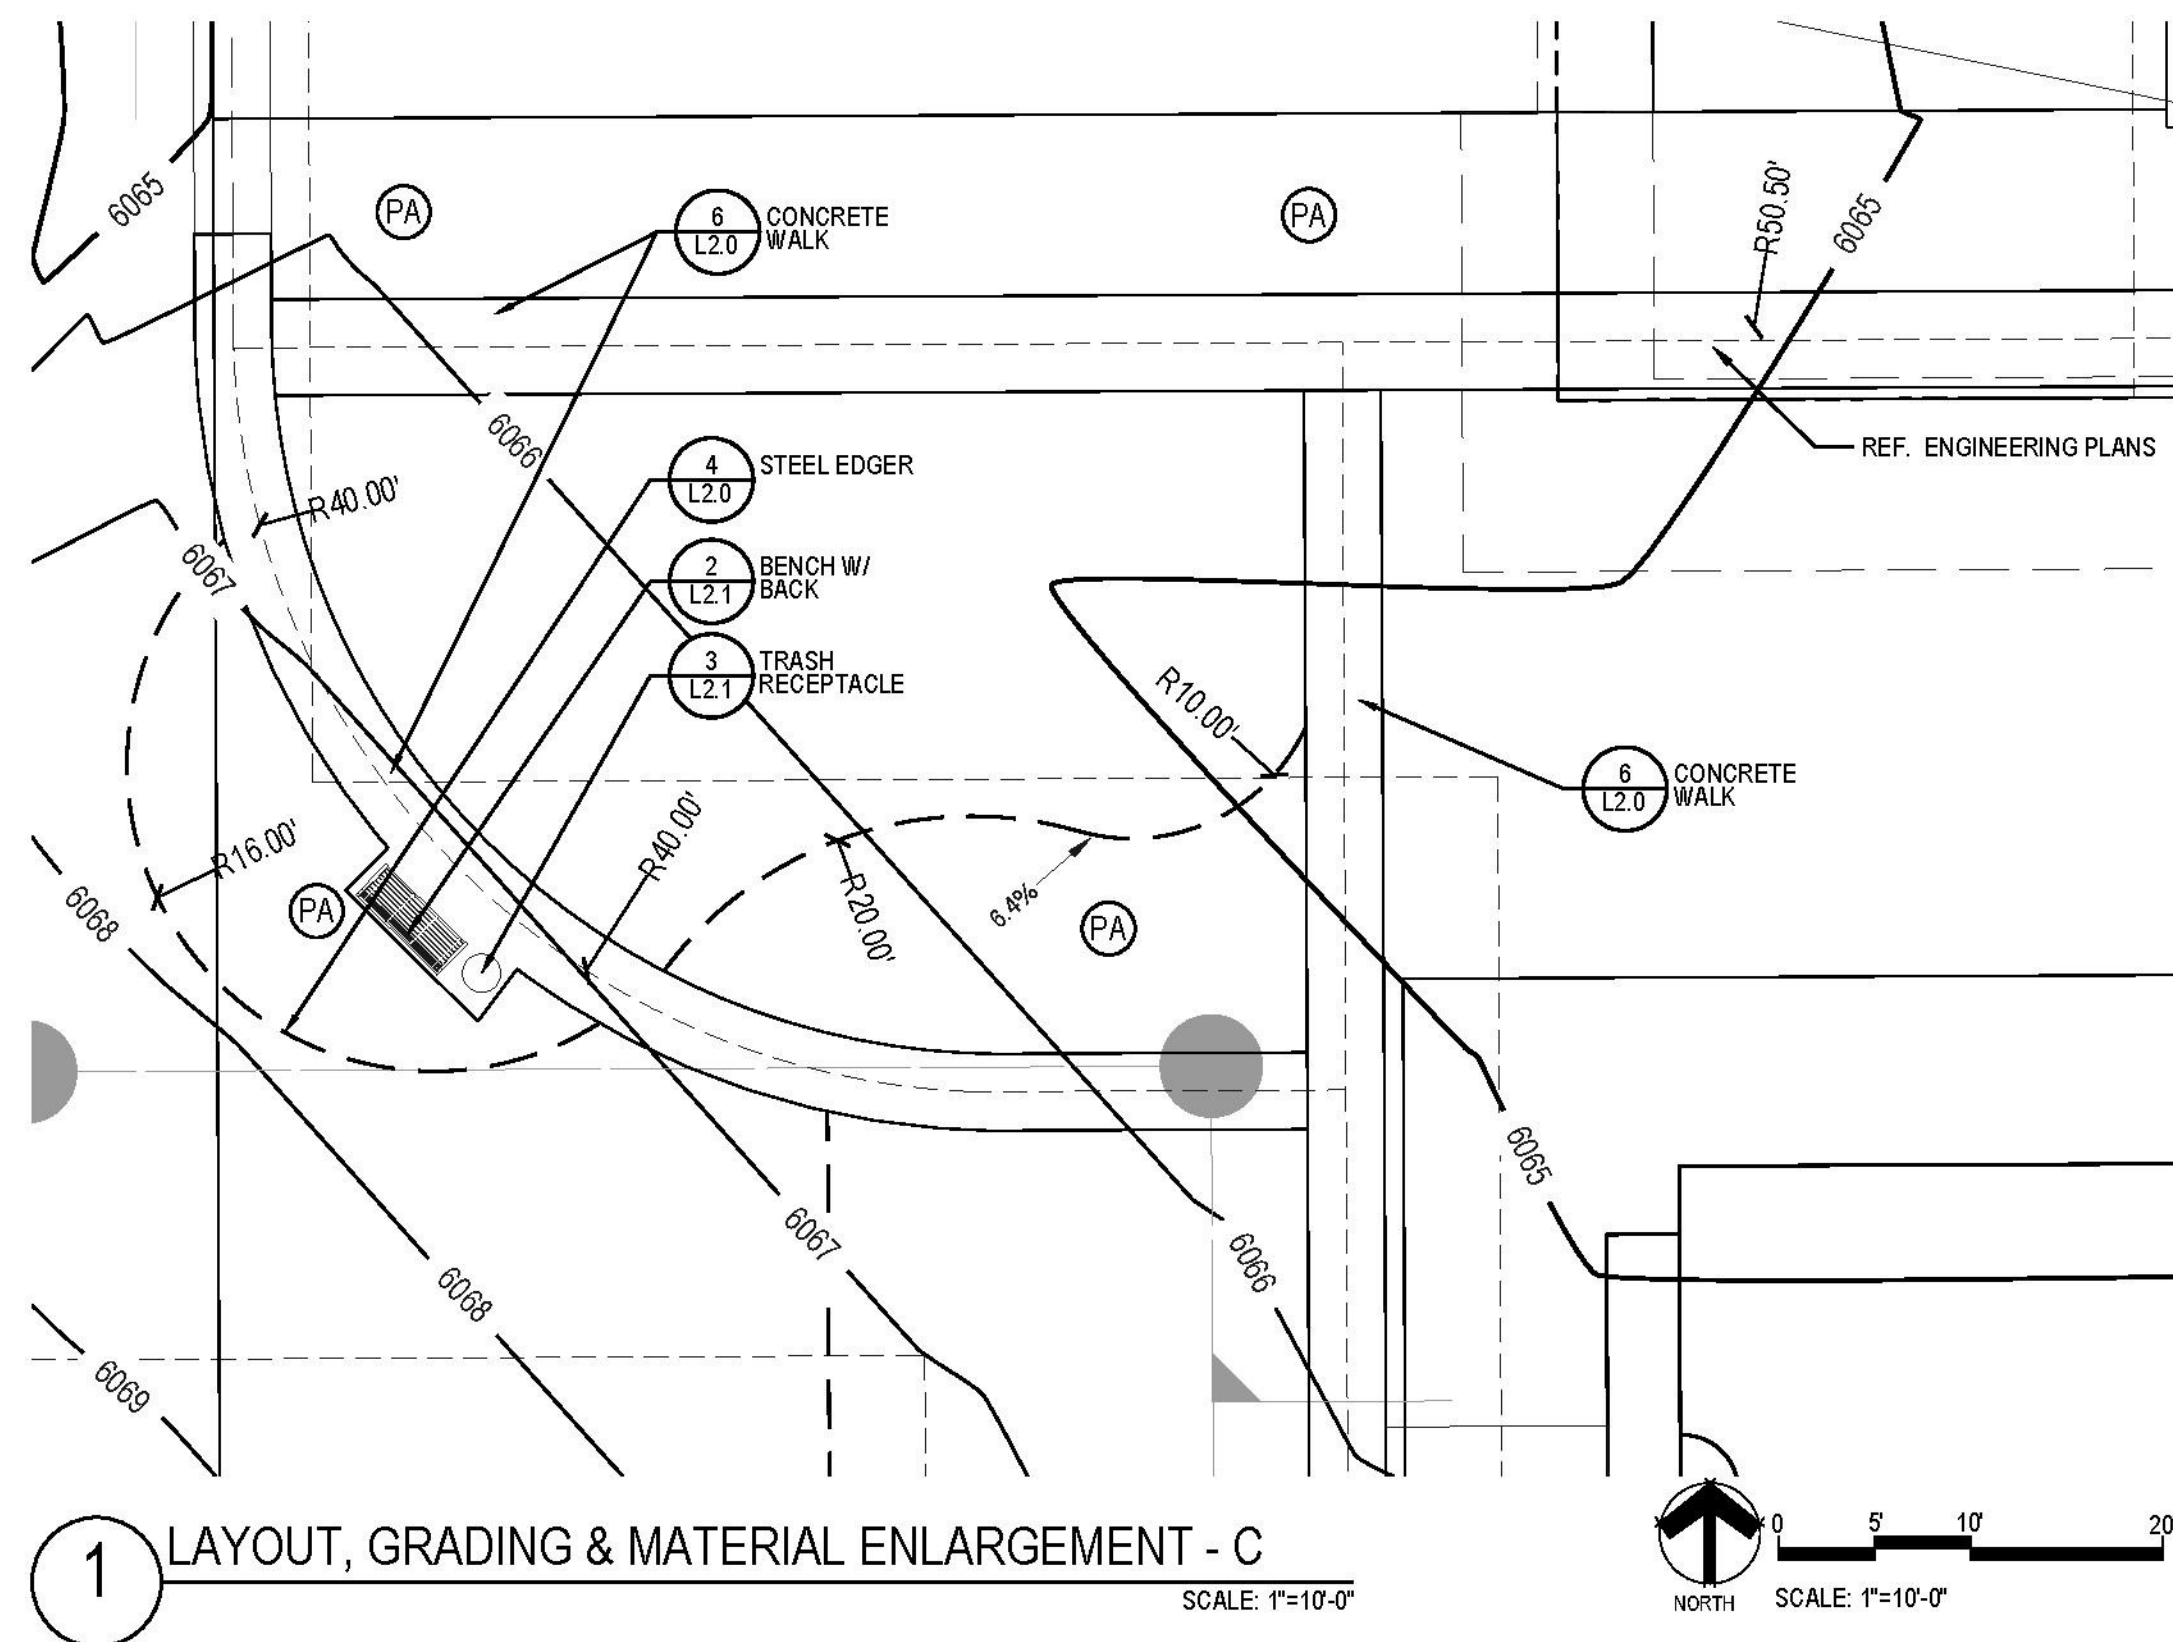 6065
PA
6
L2.0
CONCRETE
WALK
PA
R50.50'
6065
6066
4
L2.0
STEEL EDGER
REF. ENGINEERING PLANS
R40.00'
6067
2
L2.1
BENCH W/
BACK
3
L2.1
TRASH
RECEPTACLE
R10.00'
6
L2.0
CONCRETE
WALK
R16.00'
R40.00'
R20.00'
6.4%
6068
PA
PA
6065
6067
6066
6068
6069
1
LAYOUT, GRADING & MATERIAL ENLARGEMENT - C
SCALE: 1"=10'-0"
NORTH
0 5' 10' 20
SCALE: 1"=10'-0"